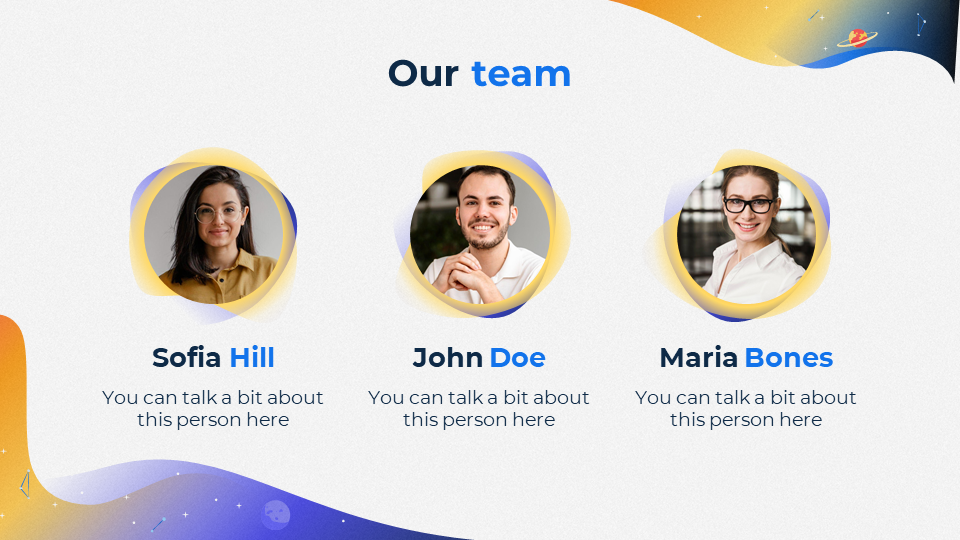 Our team
Sofia Hill
You can talk a bit about
this person here
John Doe
You can talk a bit about
this person here
Maria Bones
You can talk a bit about
this person here